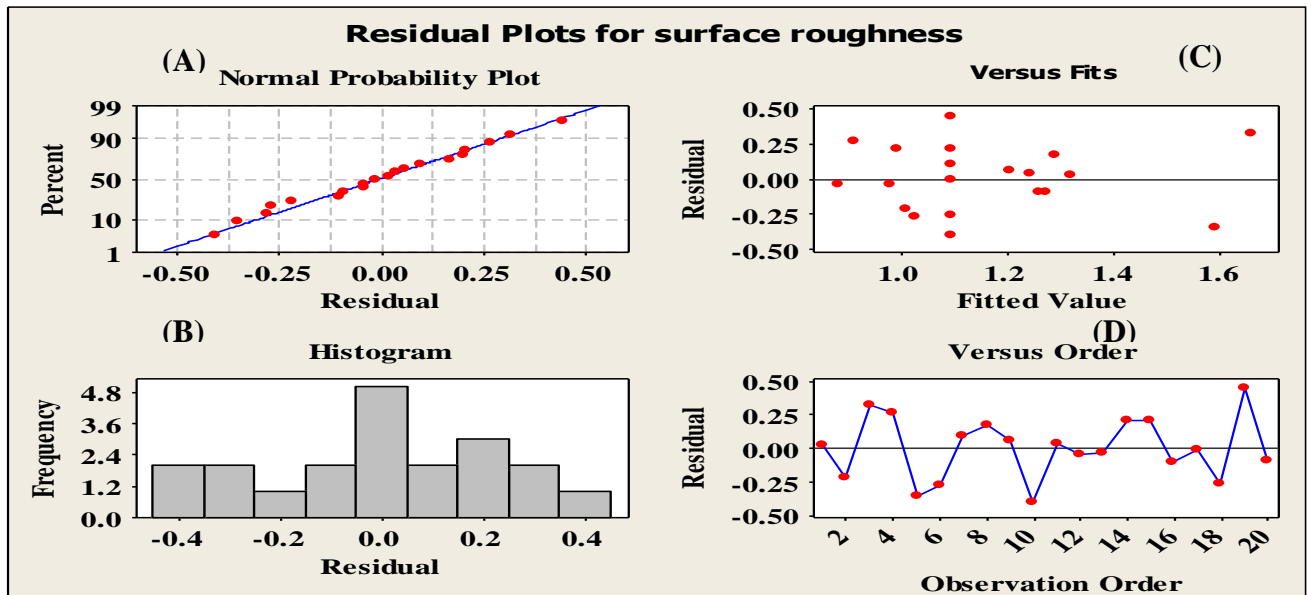 Residual Plots for surface roughness
(A)
Normal Probability Plot
99
90
50
10
1
Percent
-0.50 -0.25 0.00 0.25 0.50
Residual
(C)
Versus Fits
0.50
0.25
0.00
-0.25
-0.50
Residual
1.0 1.2 1.4 1.6
Fitted Value
(B)
Histogram
4.8
3.6
2.4
1.2
0.0
Frequency
-0.4 -0.2 0.0 0.2 0.4
Residual
(D)
Versus Order
0.50
0.25
0.00
-0.25
-0.50
Residual
2 4 6 8 10 12 14 16 18 20
Observation Order